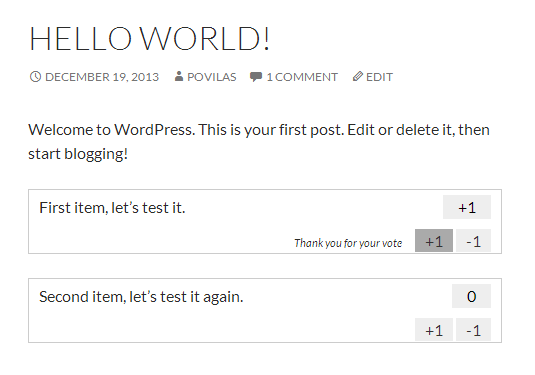 HELLO WORLD!
DECEMBER 19, 2013 POVILAS 1 COMMENT EDIT
Welcome to WordPress. This is your first post. Edit or delete it, then
start blogging!
First item, let’s test it. +1
Thank you for your vote +1 -1
Second item, let’s test it again. 0
+1 -1